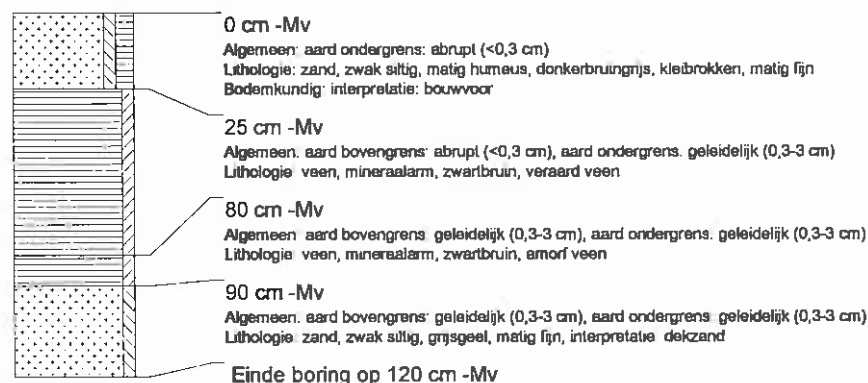 0 cm -Mv
Algemeen: aard ondergrens: abrupt (<0,3 cm)
Lithologie: zand, zwak siltig, matig humeus, donkerbruingrijs, kleibrokken, matig fijn
Bodemkundig: interpretatie: bouwvoor
25 cm -Mv
Algemeen: aard bovengrens: abrupt (<0,3 cm), aard ondergrens: geleidelijk (0,3-3 cm)
Lithologie: veen, mineraalarm, zwartbruin, veraard veen
80 cm -Mv
Algemeen: aard bovengrens: geleidelijk (0,3-3 cm), aard ondergrens: geleidelijk (0,3-3 cm)
Lithologie: veen, mineraalarm, zwartbruin, amorf veen
90 cm -Mv
Algemeen: aard bovengrens: geleidelijk (0,3-3 cm), aard ondergrens: geleidelijk (0,3-3 cm)
Lithologie: zand, zwak siltig, grijsgeel, matig fijn, interpretatie: dekzand
Einde boring op 120 cm -Mv